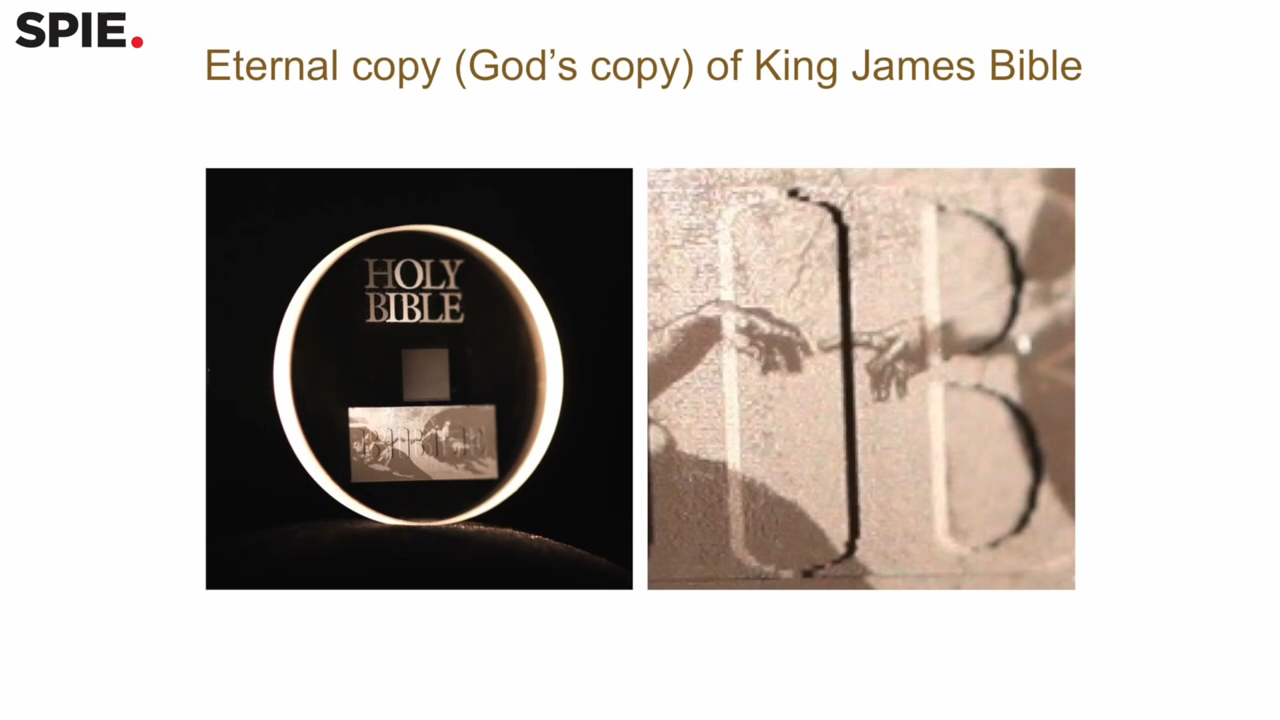 SPIE.
Eternal copy (God’s copy) of King James Bible
HOLY
BIBLE